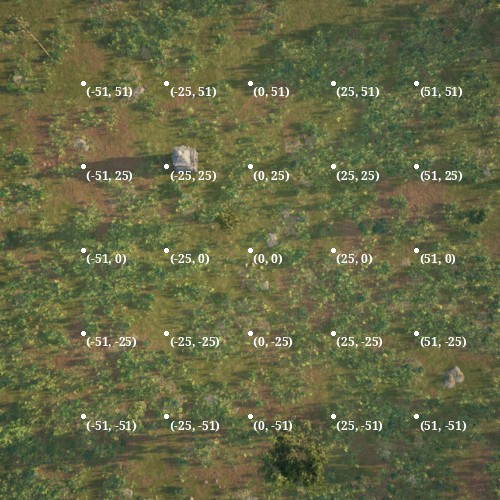 (-51, 51) (-25, 51) (0, 51) (25, 51) (51, 51)
(-51, 25) (-25, 25) (0, 25) (25, 25) (51, 25)
(-51, 0) (-25, 0) (0, 0) (25, 0) (51, 0)
(-51, -25) (-25, -25) (0, -25) (25, -25) (51, -25)
(-51, -51) (-25, -51) (0, -51) (25, -51) (51, -51)